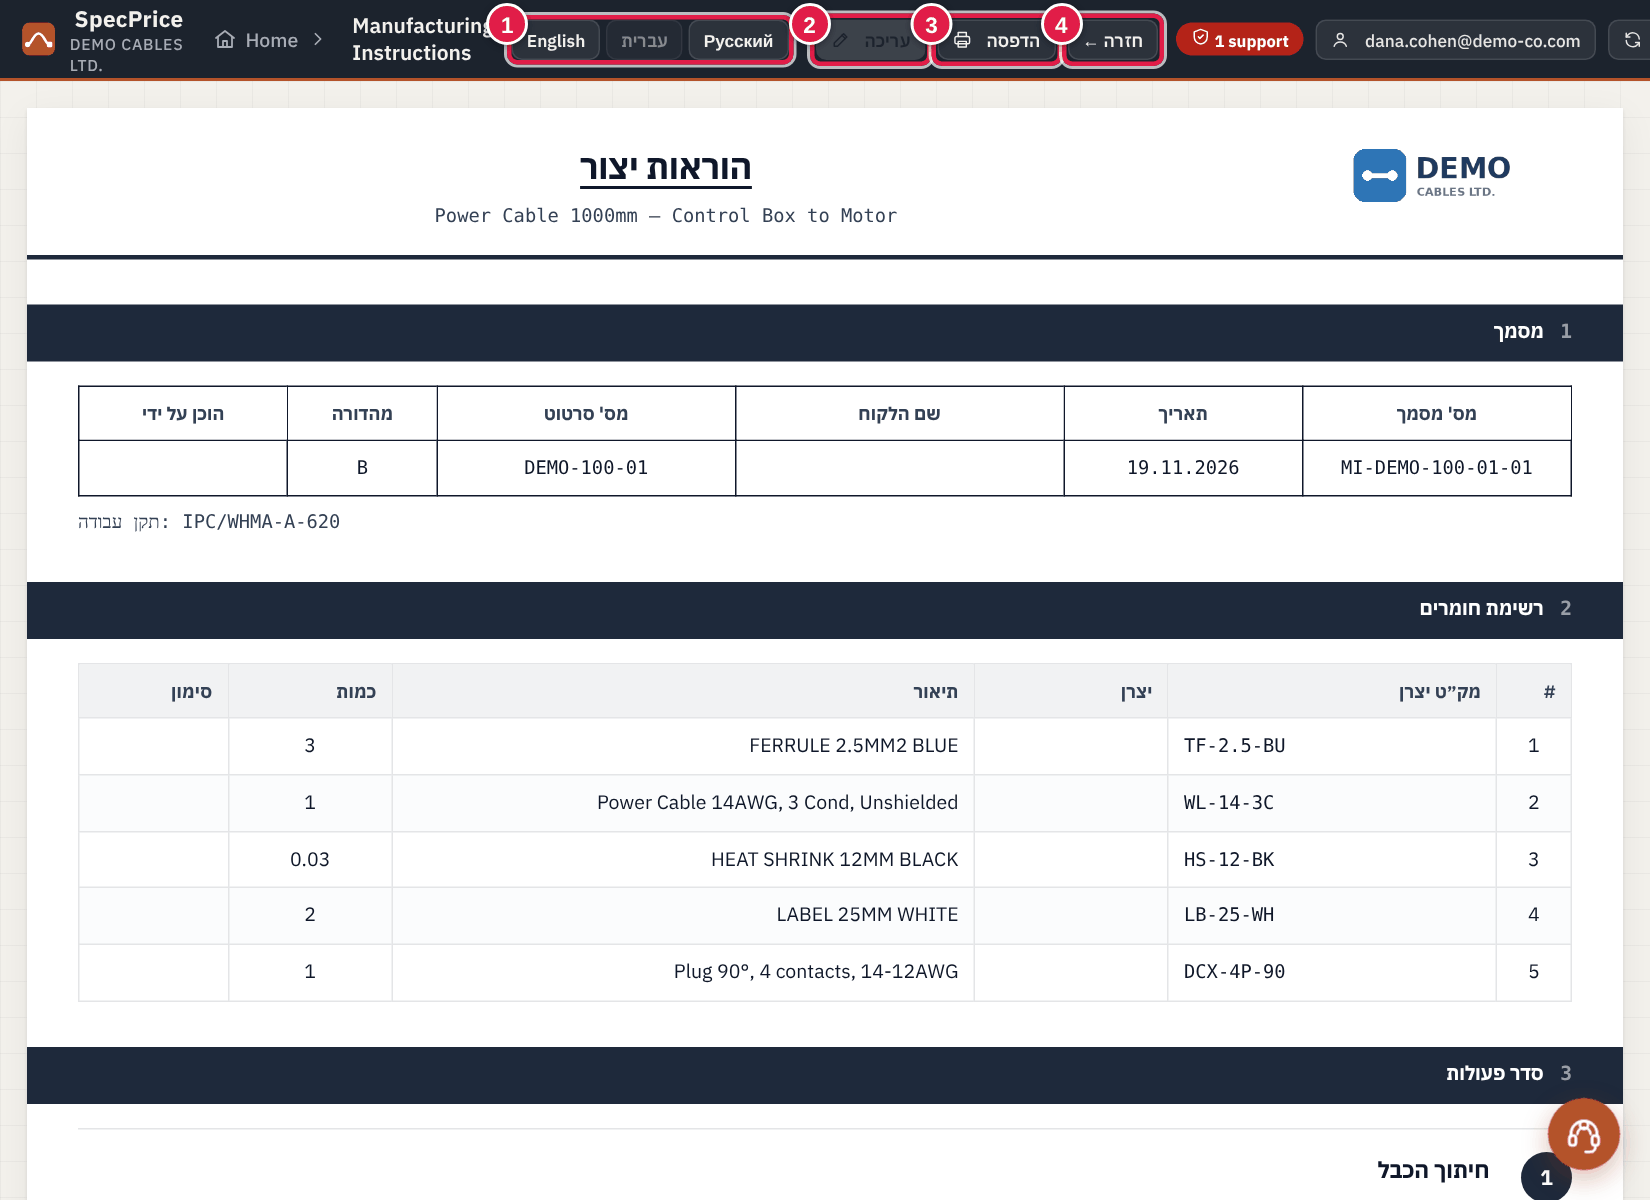 SpecPrice
DEMO CABLES
LTD.
Home
Manufacturing
Instructions
1
English
עברית
Русский
2
עריכה
3
הדפסה
4
חזרה ←
1 support
dana.cohen@demo-co.com
הוראות יצור
Power Cable 1000mm — Control Box to Motor
DEMO
CABLES LTD.
1 מסמך
מס' מסמך תאריך שם הלקוח מס' סרטוט מהדורה הוכן על ידי
MI-DEMO-100-01-01 19.11.2026 DEMO-100-01 B
תקן עבודה: IPC/WHMA-A-620
2 רשימת חומרים
# מק״ט יצרן יצרן תיאור כמות סימון
1 TF-2.5-BU FERRULE 2.5MM2 BLUE 3
2 WL-14-3C Power Cable 14AWG, 3 Cond, Unshielded 1
3 HS-12-BK HEAT SHRINK 12MM BLACK 0.03
4 LB-25-WH LABEL 25MM WHITE 2
5 DCX-4P-90 Plug 90°, 4 contacts, 14-12AWG 1
3 סדר פעולות
1 חיתוך הכבל